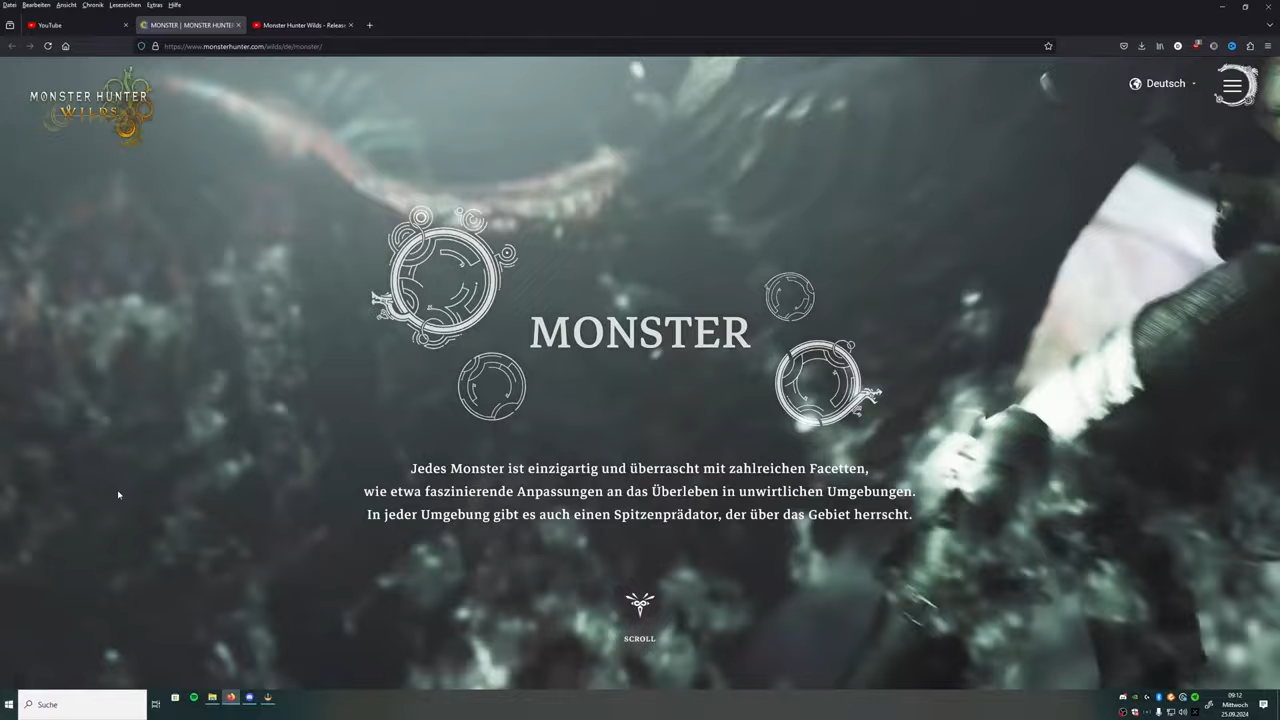 Datei Bearbeiten Ansicht Chronik Lesezeichen Extras Hilfe
YouTube
MONSTER | MONSTER HUNTE
Monster Hunter Wilds - Releas
https://www.monsterhunter.com/wilds/de/monster/
MONSTER HUNTER
WILDS
Deutsch
MONSTER
Jedes Monster ist einzigartig und überrascht mit zahlreichen Facetten,
wie etwa faszinierende Anpassungen an das Überleben in unwirtlichen Umgebungen.
In jeder Umgebung gibt es auch einen Spitzenprädator, der über das Gebiet herrscht.
SCROLL
Suche
09:12
Mittwoch
25.09.2024